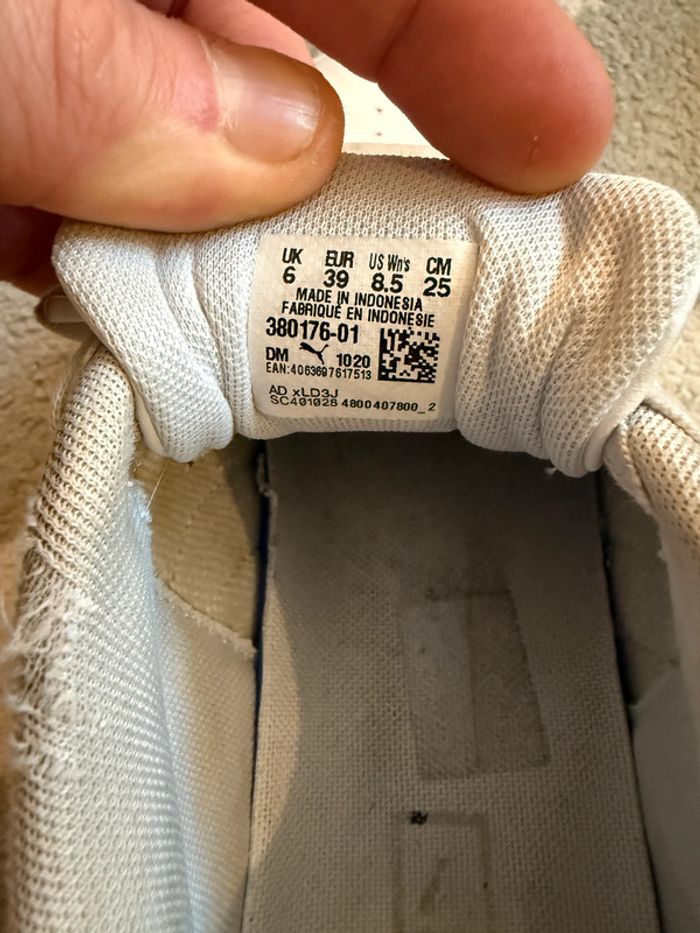 UK EUR US Wn's CM
6 39 8.5 25
MADE IN INDONESIA
FABRIQUÉ EN INDONESIE
380176-01
DM 1020
EAN:4063697617513
AD xLD3J
SC401028 4800407800_2